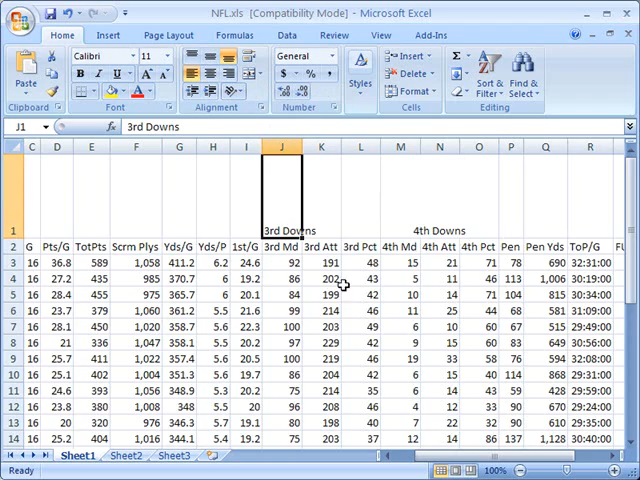 NFL.xls [Compatibility Mode] - Microsoft Excel
Home Insert Page Layout Formulas Data Review View Add-Ins
Paste
Clipboard
Calibri 11
B I U A A A
Font
Alignment
General
$ % ,
Number
Styles
Insert
Delete
Format
Cells
Σ
Sort & Filter
Find & Select
Editing
J1 fx 3rd Downs
C D E F G H I J K L M N O P Q R
1 3rd Downs 4th Downs
2 G Pts/G TotPts Scrm Plys Yds/G Yds/P 1st/G 3rd Md 3rd Att 3rd Pct 4th Md 4th Att 4th Pct Pen Pen Yds ToP/G FU
3 16 36.8 589 1,058 411.2 6.2 24.6 92 191 48 15 21 71 78 690 32:31:00
4 16 27.2 435 985 370.7 6 19.2 86 202 43 5 11 46 113 1,006 30:19:00
5 16 28.4 455 975 365.7 6 20.1 84 199 42 10 14 71 104 815 30:34:00
6 16 23.7 379 1,060 361.2 5.5 21.6 99 214 46 11 25 44 68 581 31:09:00
7 16 28.1 450 1,020 358.7 5.6 22.3 100 203 49 6 10 60 67 515 29:49:00
8 16 21 336 1,047 358.1 5.5 20.2 97 229 42 9 15 60 83 649 30:56:00
9 16 25.7 411 1,022 357.4 5.6 20.5 100 219 46 19 33 58 76 594 32:08:00
10 16 25.1 402 1,004 351.3 5.6 19.6 86 204 42 6 15 40 114 868 29:31:00
11 16 24.6 393 1,056 348.9 5.3 20.2 75 214 35 6 14 43 59 428 29:59:00
12 16 23.8 380 1,008 348 5.5 20 96 208 46 4 12 33 90 670 29:24:00
13 16 20 320 976 346.3 5.7 19.1 80 198 40 7 22 32 90 610 29:35:00
14 16 25.2 404 1,016 344.1 5.4 19.2 75 203 37 12 14 86 137 1,128 30:40:00
Sheet1 Sheet2 Sheet3
Ready 100%